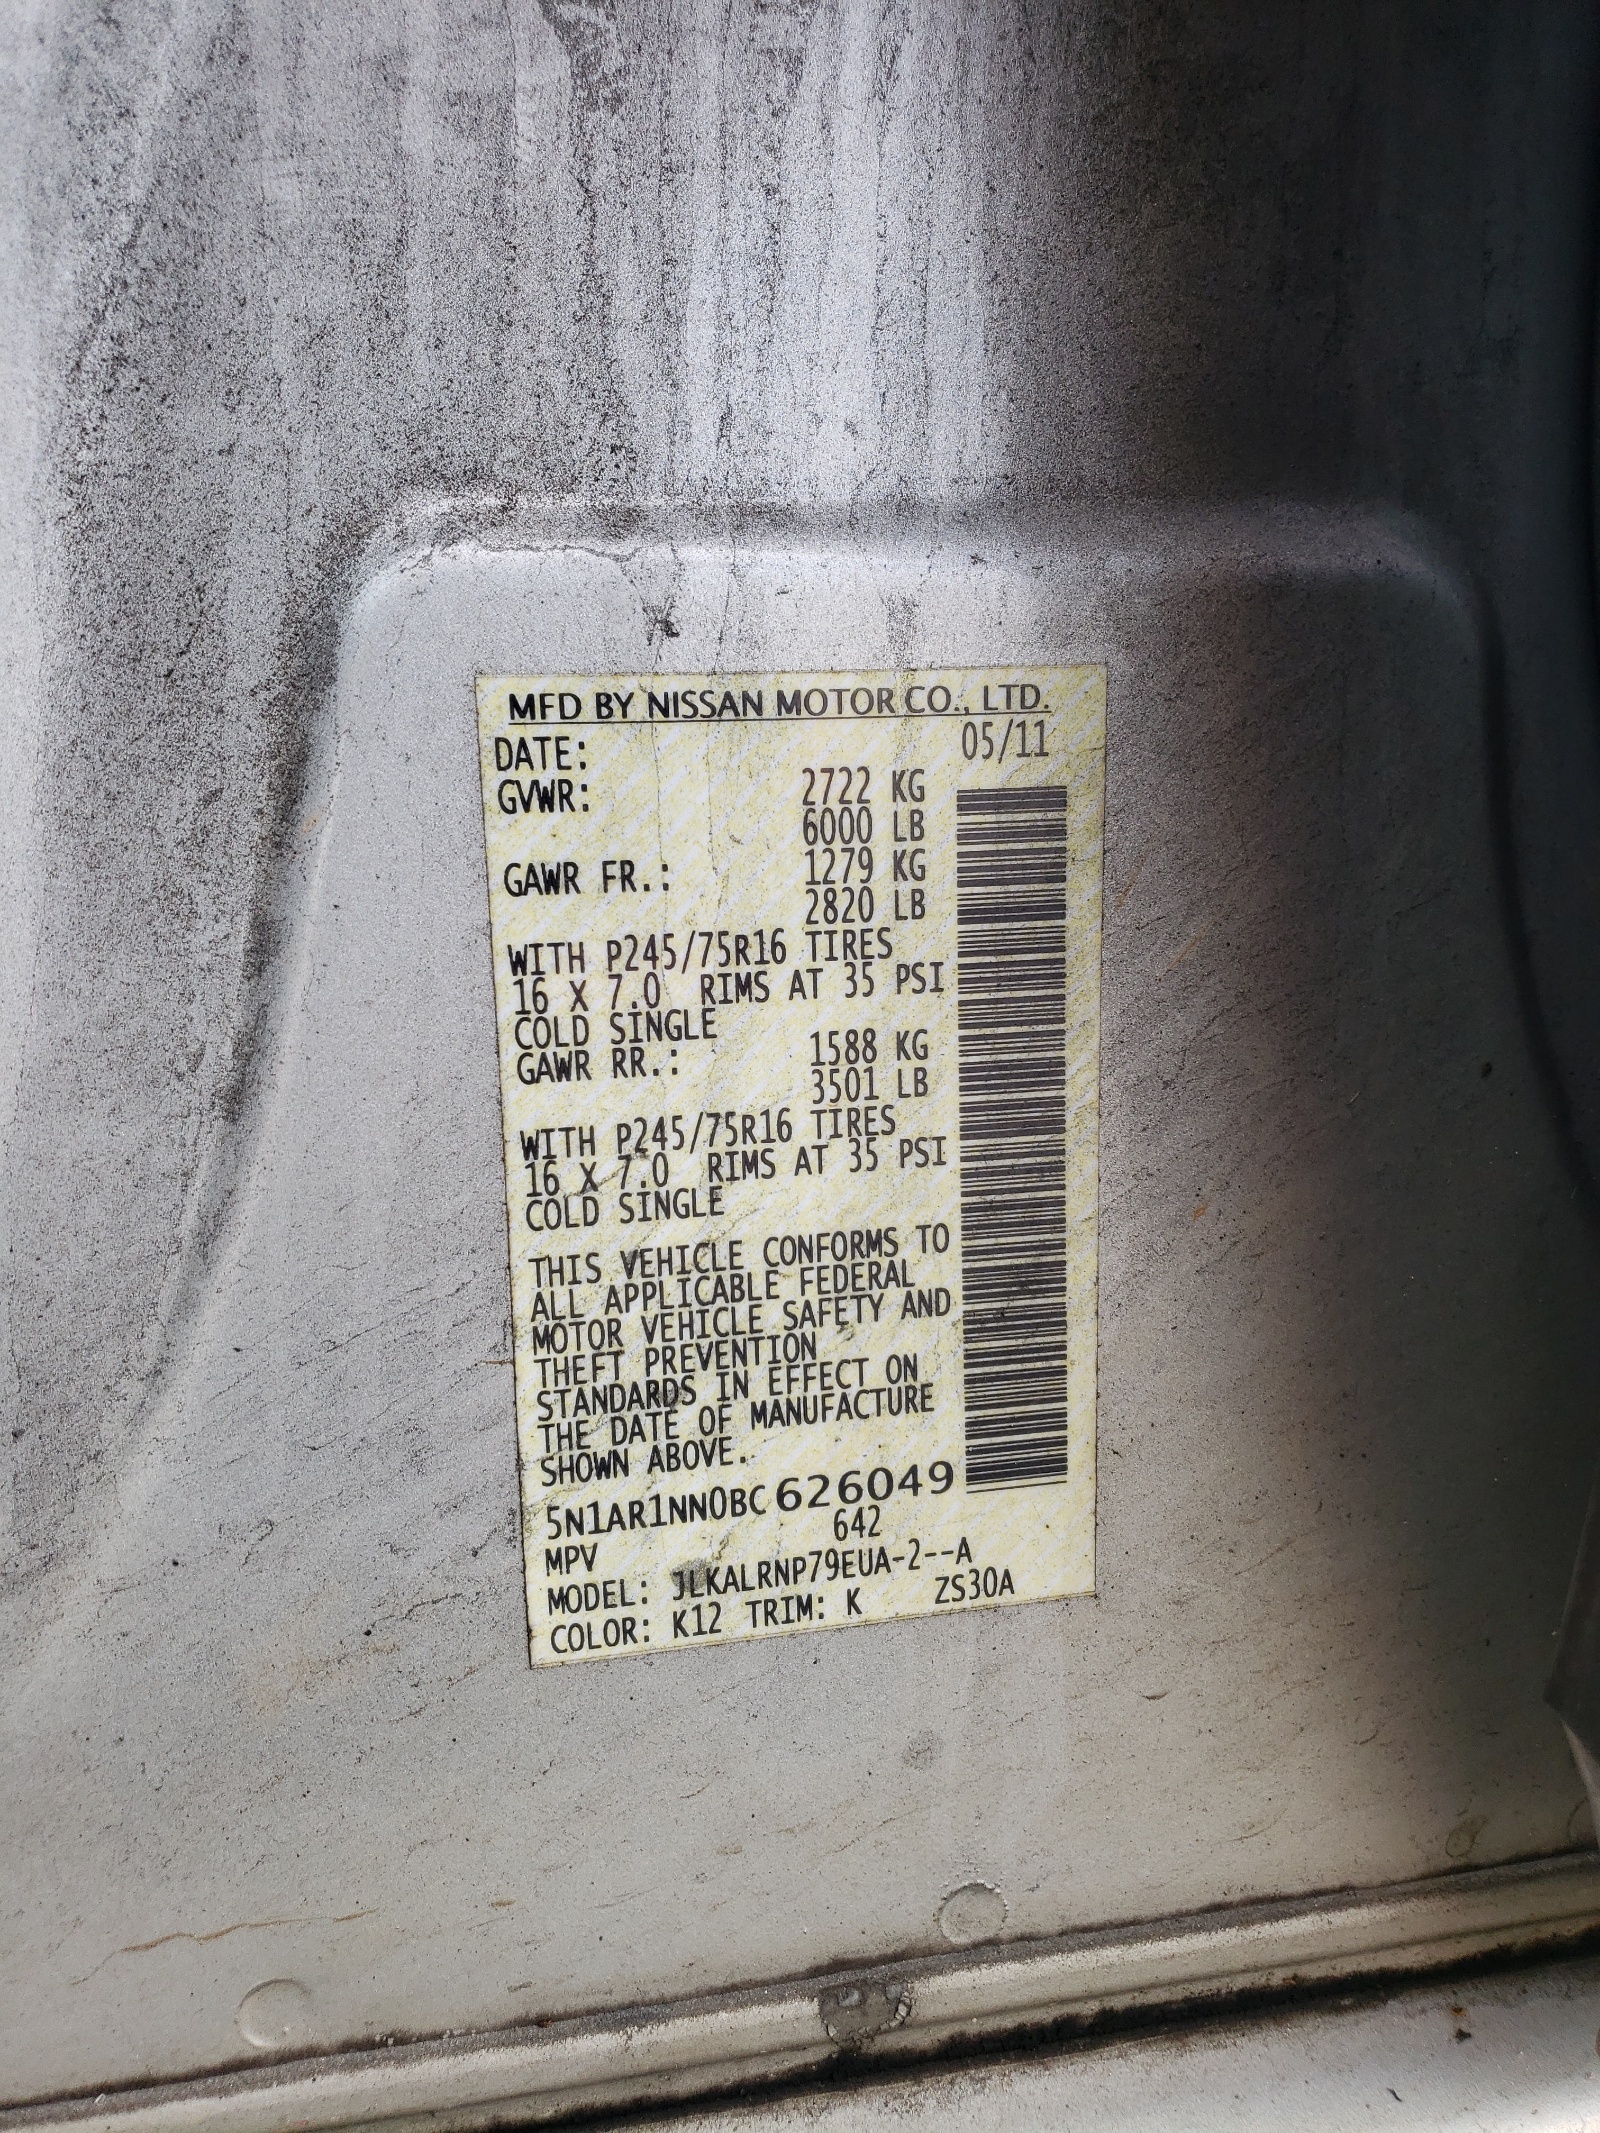 MFD BY NISSAN MOTOR CO., LTD.
DATE: 05/11
GVWR: 2722 KG
6000 LB
GAWR FR.: 1279 KG
2820 LB
WITH P245/75R16 TIRES
16 X 7.0 RIMS AT 35 PSI
COLD SINGLE
GAWR RR.: 1588 KG
3501 LB
WITH P245/75R16 TIRES
16 X 7.0 RIMS AT 35 PSI
COLD SINGLE
THIS VEHICLE CONFORMS TO
ALL APPLICABLE FEDERAL
MOTOR VEHICLE SAFETY AND
THEFT PREVENTION
STANDARDS IN EFFECT ON
THE DATE OF MANUFACTURE
SHOWN ABOVE.
5N1AR1NN0BC626049
MPV 642
MODEL: JLKALRNP79EUA-2--A
COLOR: K12 TRIM: K ZS30A